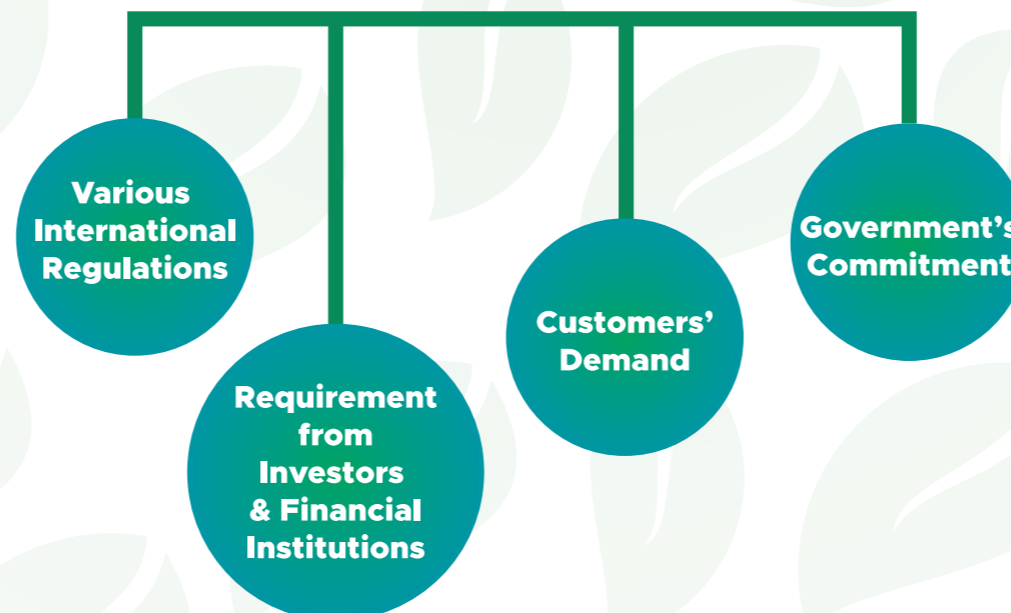 Various
International
Regulations
Requirement
from
Investors
& Financial
Institutions
Customers’
Demand
Government’s
Commitment